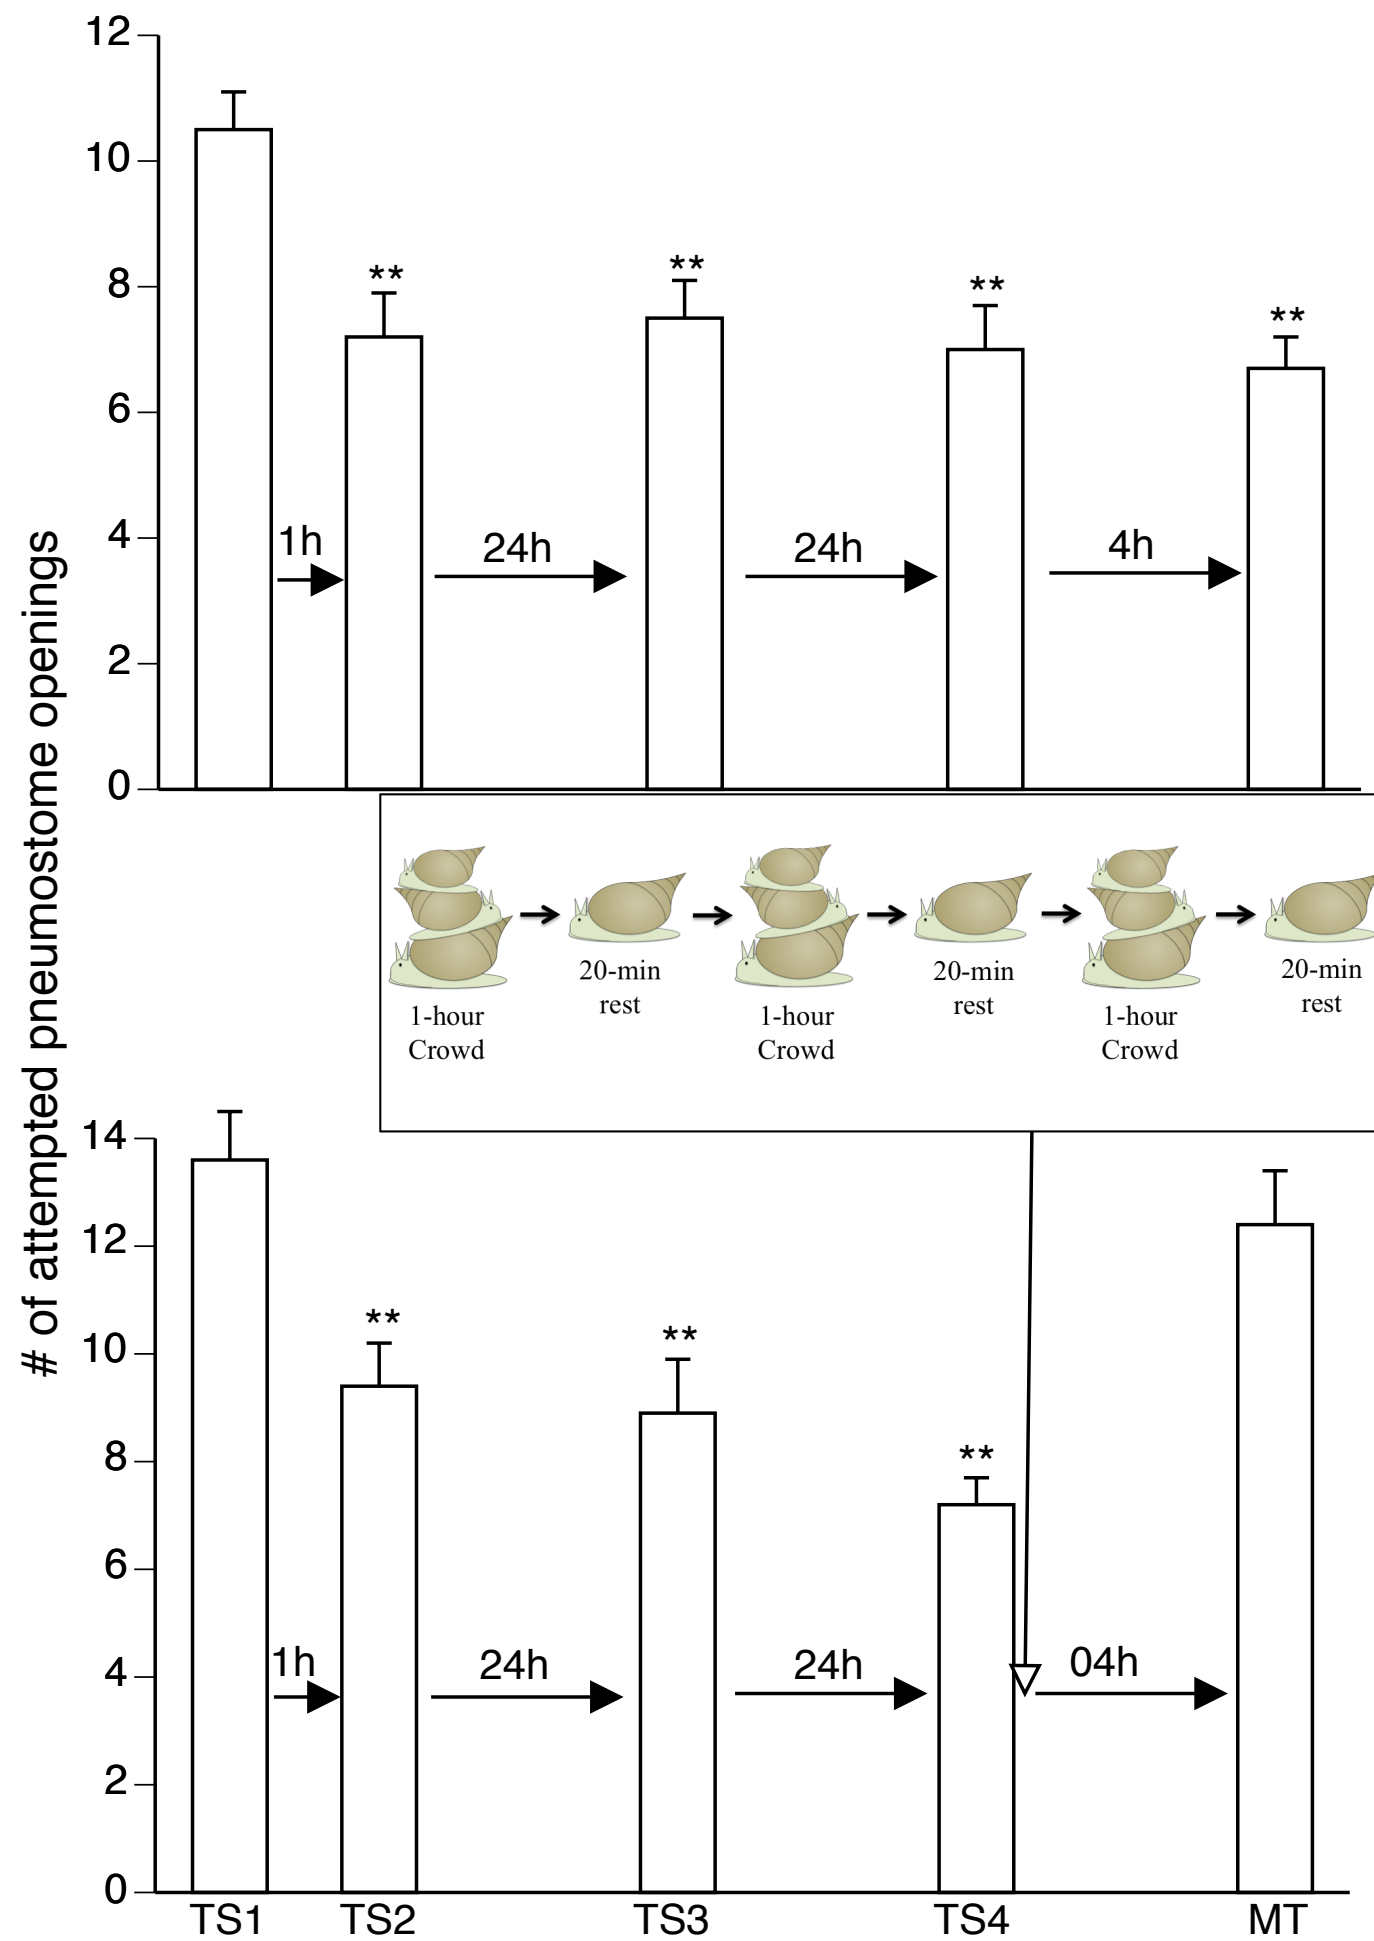 # of attempted pneumostome openings
12
10
8
6
4
2
0
**
**
**
**
1h
24h
24h
4h
1-hour
Crowd
20-min
rest
1-hour
Crowd
20-min
rest
1-hour
Crowd
20-min
rest
14
12
10
8
6
4
2
0
**
**
**
1h
24h
24h
04h
TS1 TS2 TS3 TS4 MT